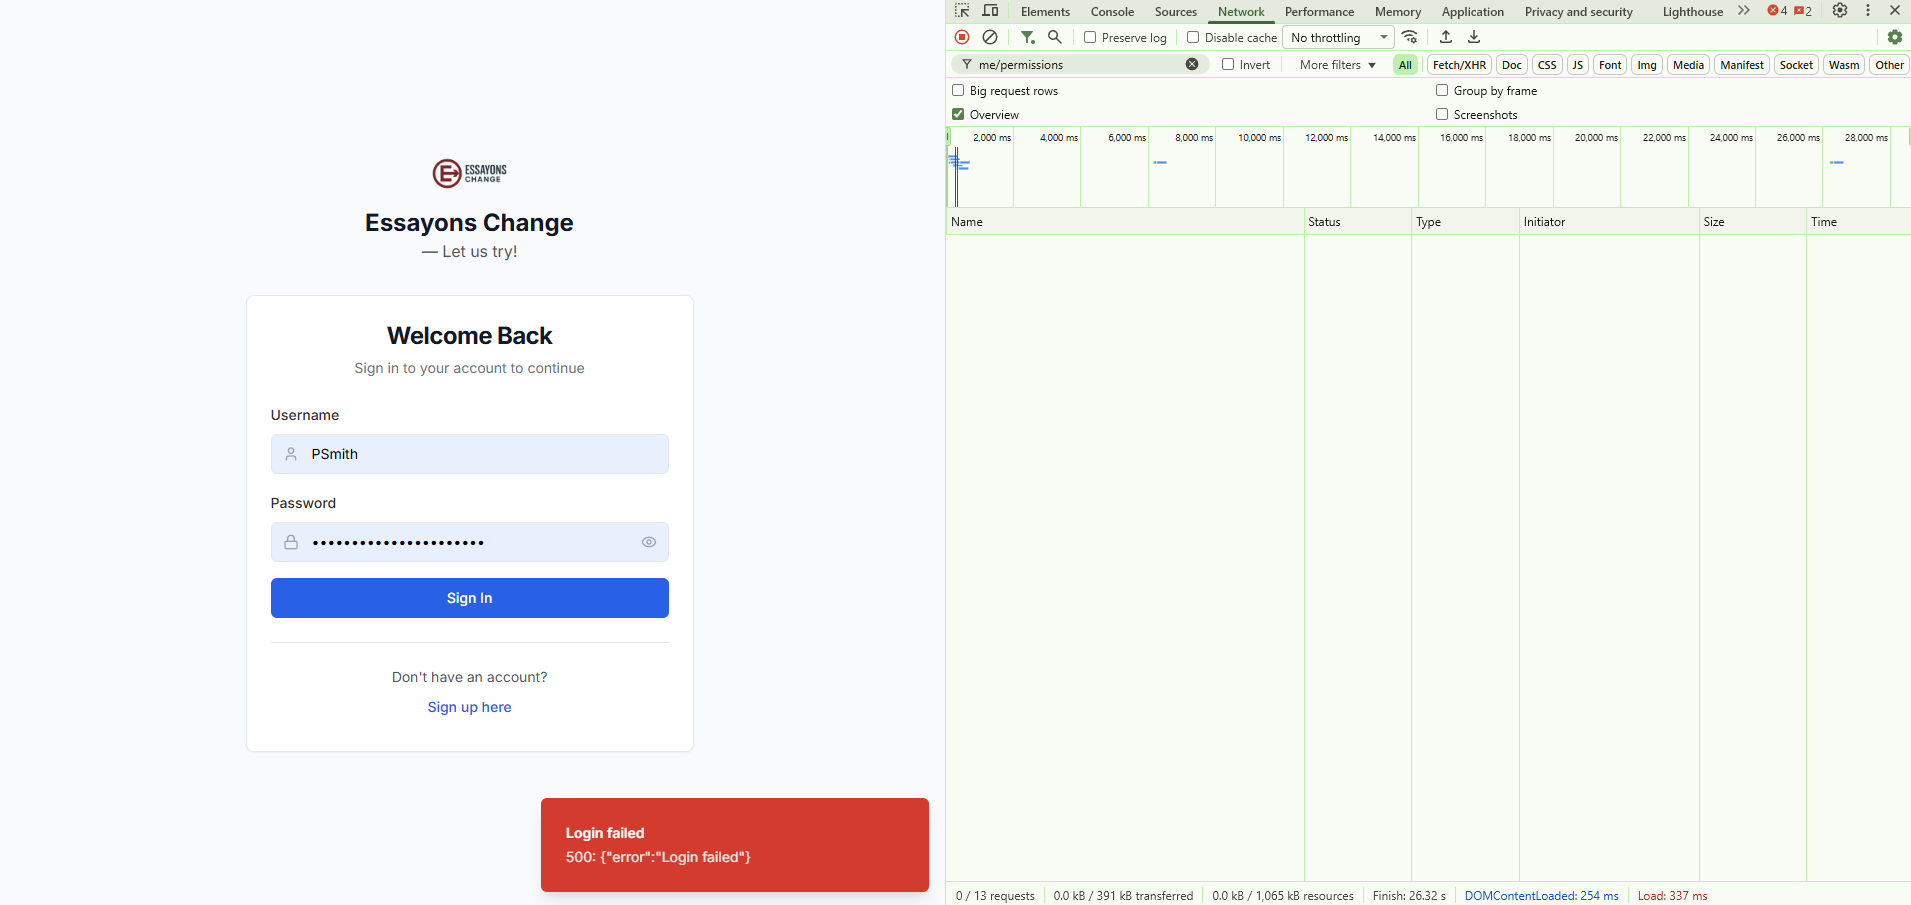 ESSAYONS
CHANGE
Essayons Change
— Let us try!
Welcome Back
Sign in to your account to continue
Username
PSmith
Password
••••••••••••••••••••••
Sign In
Don't have an account?
Sign up here
Login failed
500: {"error":"Login failed"}
Elements Console Sources Network Performance Memory Application Privacy and security Lighthouse 4 2
Preserve log Disable cache No throttling
me/permissions Invert More filters All Fetch/XHR Doc CSS JS Font Img Media Manifest Socket Wasm Other
Big request rows Group by frame
Overview Screenshots
2,000 ms 4,000 ms 6,000 ms 8,000 ms 10,000 ms 12,000 ms 14,000 ms 16,000 ms 18,000 ms 20,000 ms 22,000 ms 24,000 ms 26,000 ms 28,000 ms
Name Status Type Initiator Size Time
0 / 13 requests 0.0 kB / 391 kB transferred 0.0 kB / 1,065 kB resources Finish: 26.32 s DOMContentLoaded: 254 ms Load: 337 ms